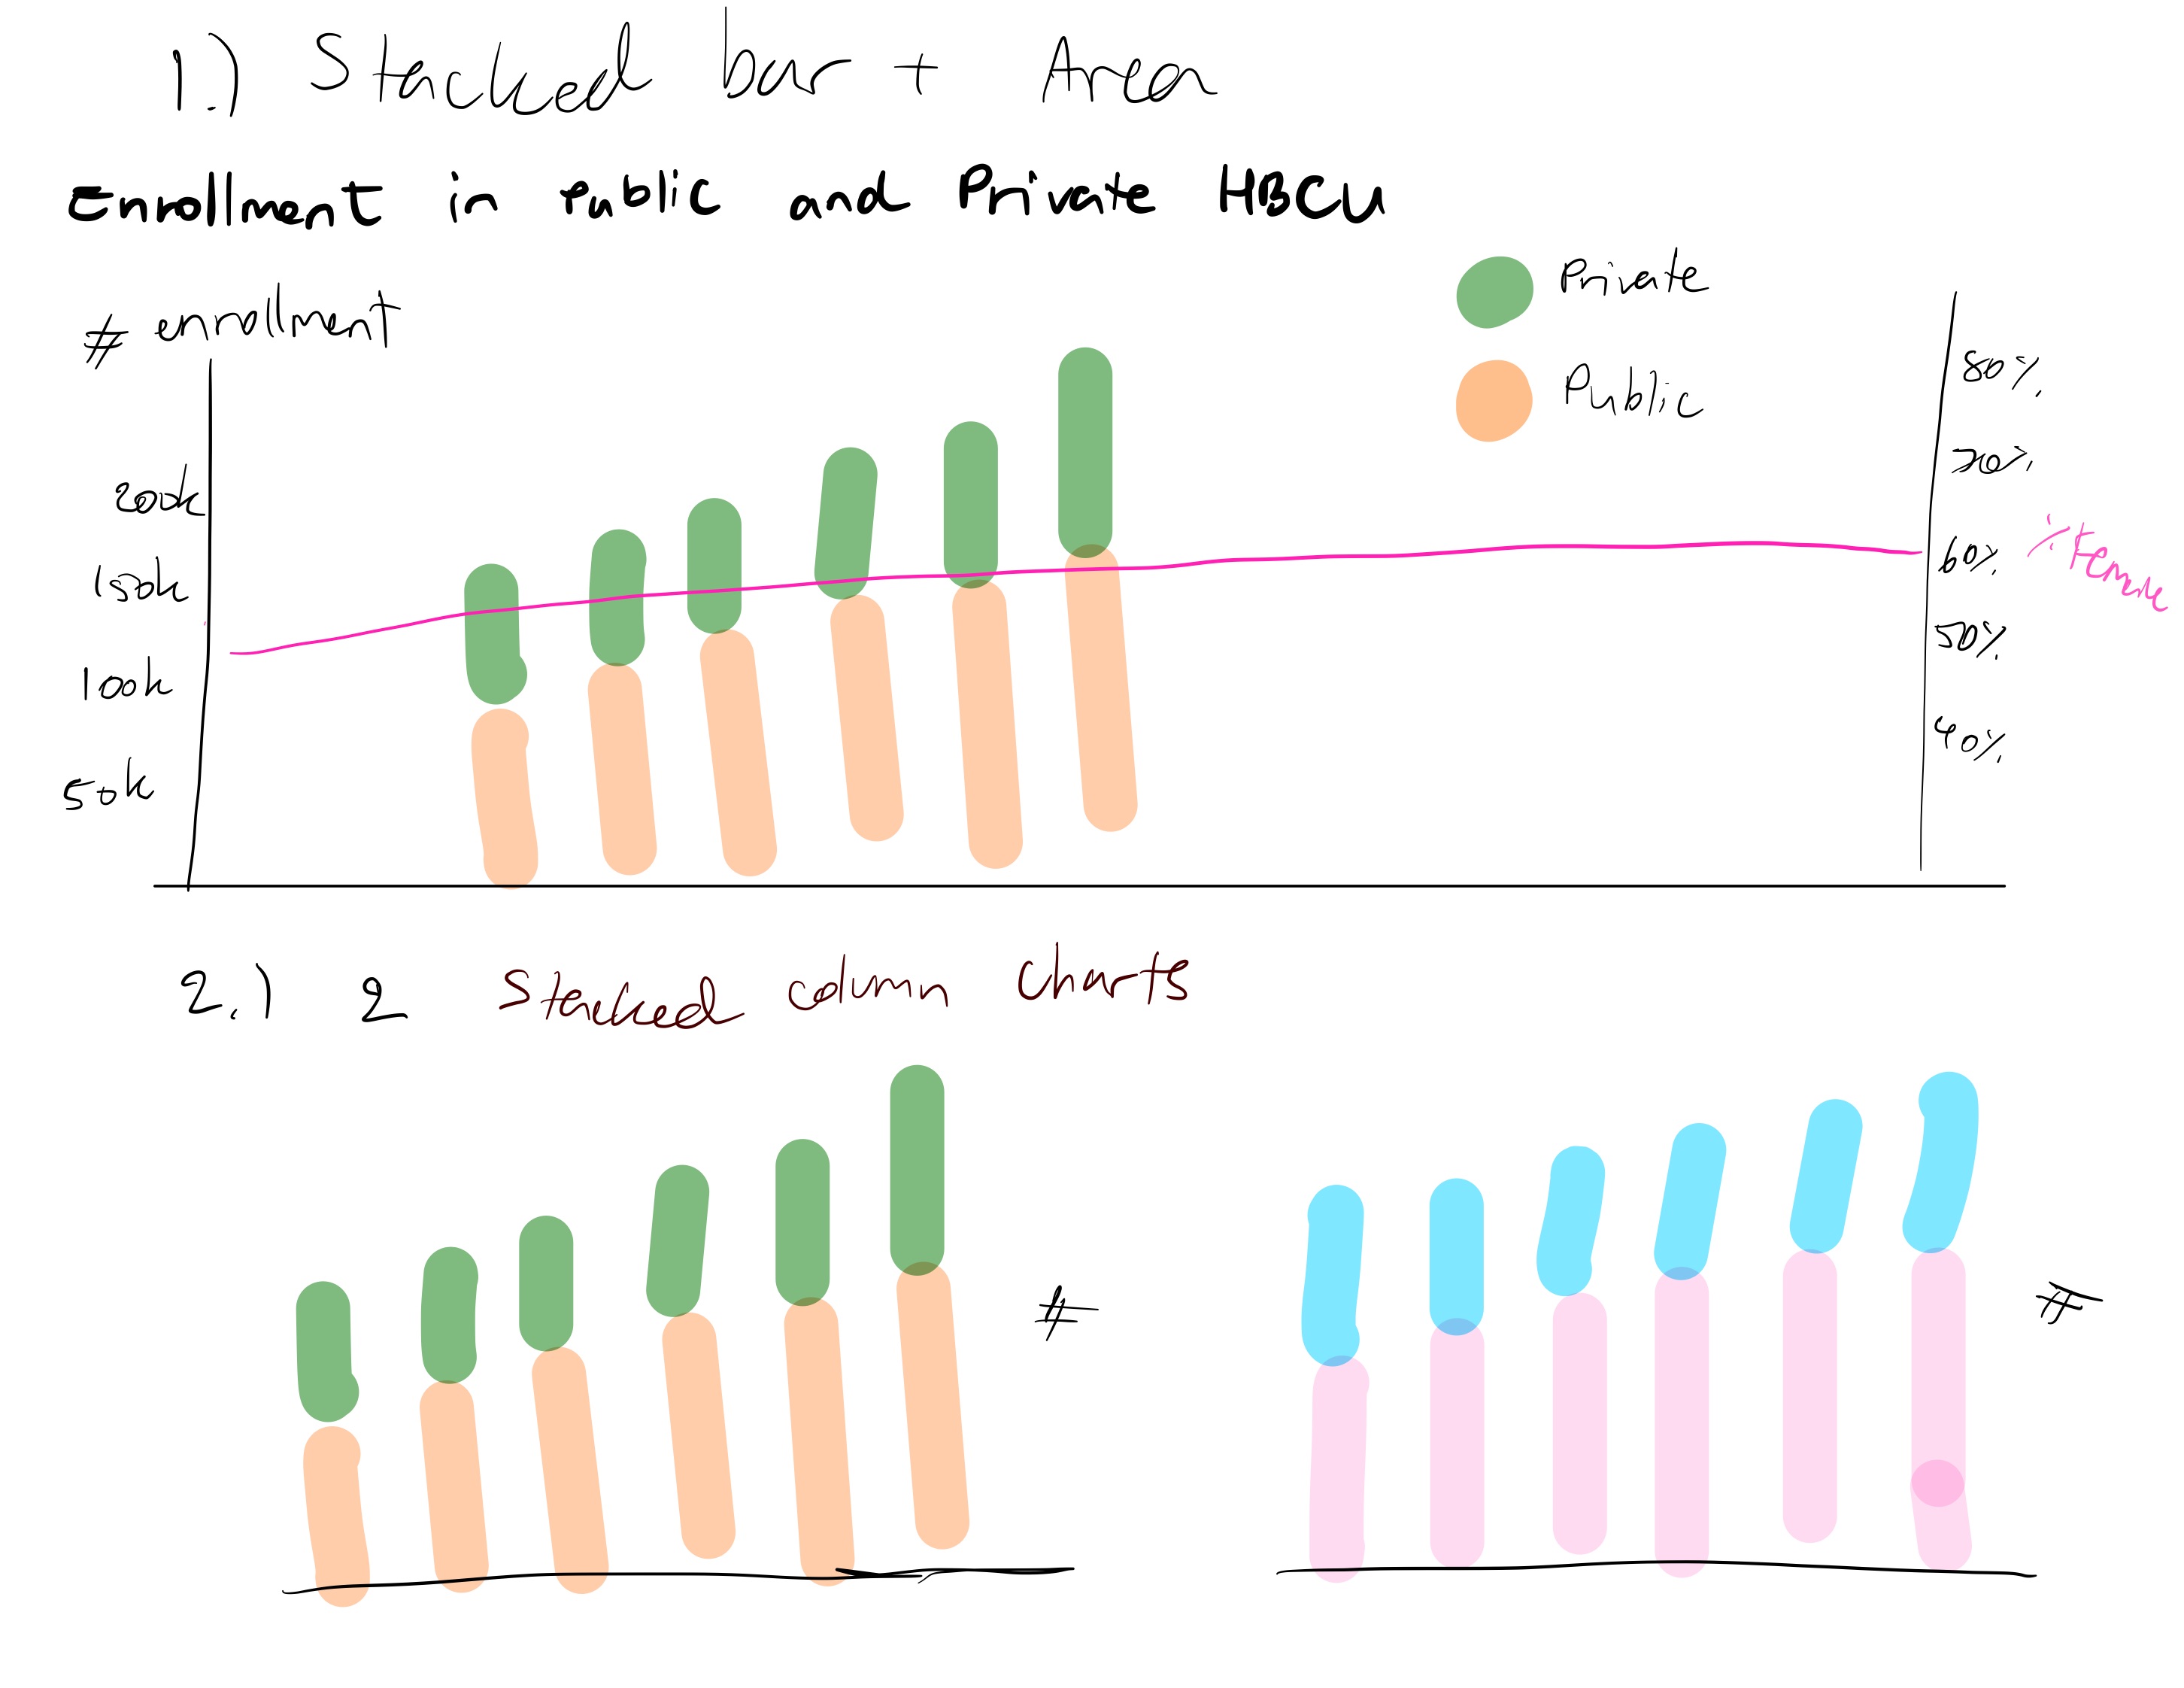 1.) Stacked bar + Area
Enrollment in Public and Private HBCU
# enrollment
Private
Public
200k
150k
100k
50k
80%
70%
60%
50%
40%
2.) 2 Stacked column Charts
#
#